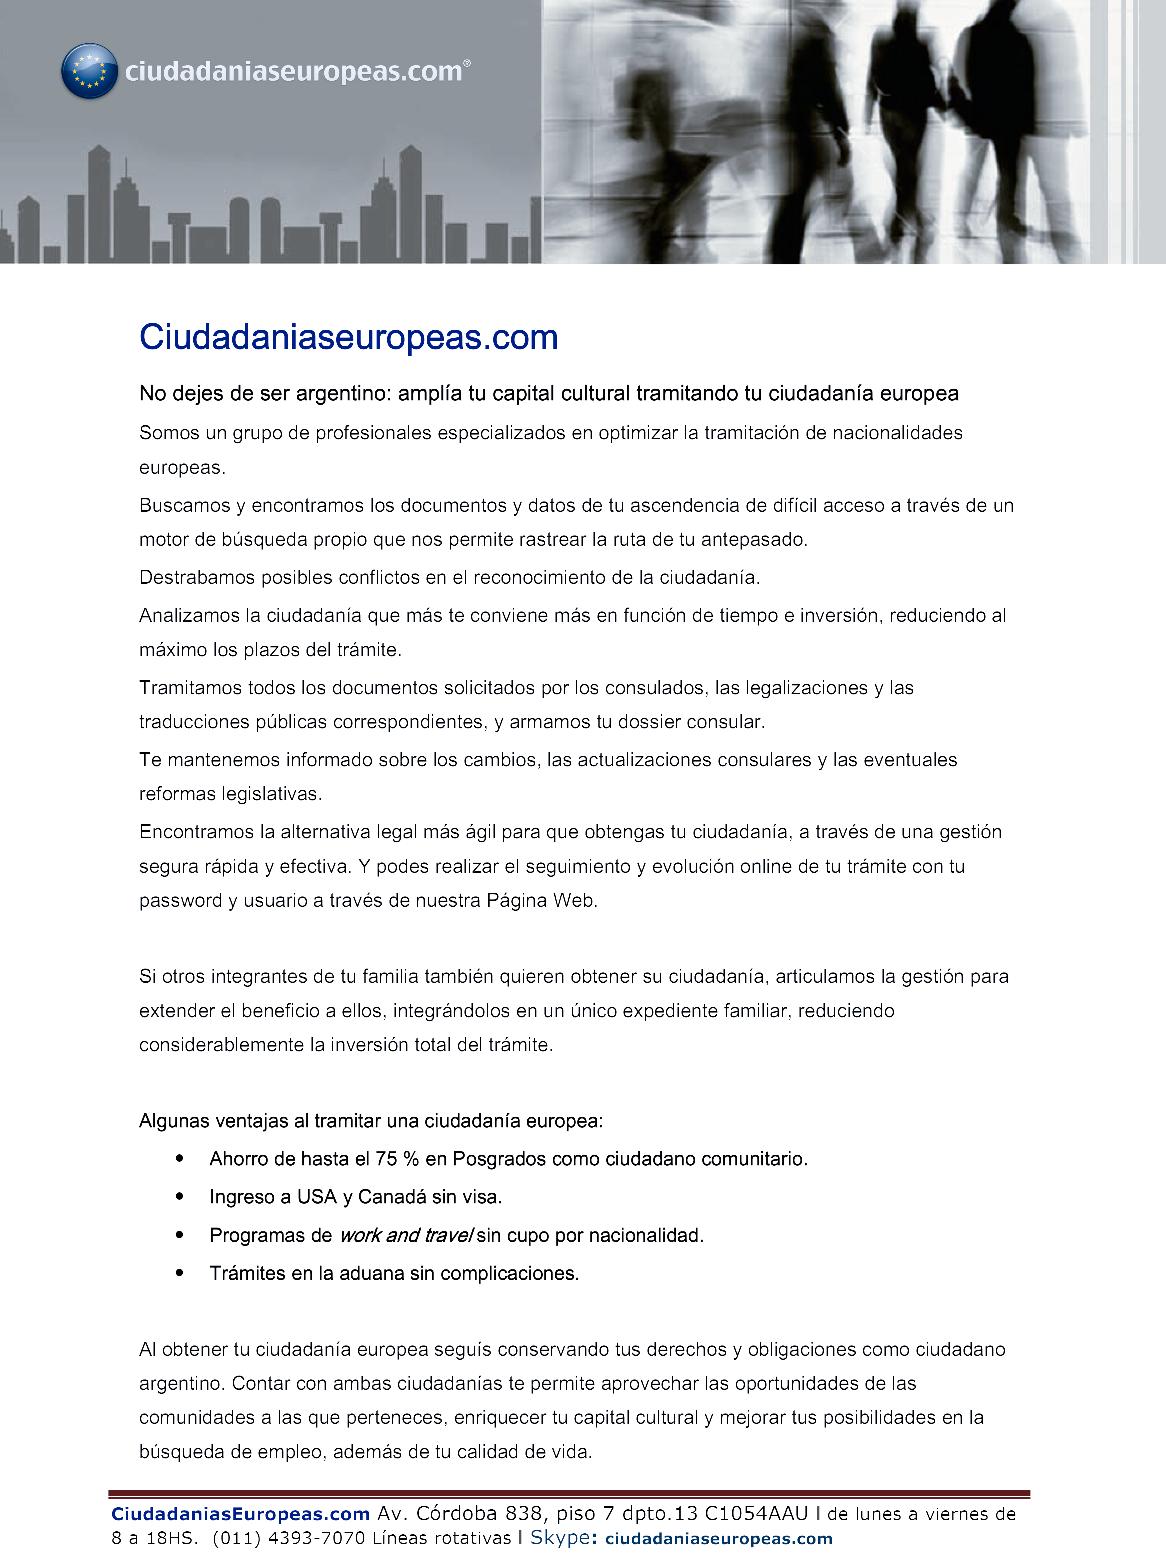 ciudadaniaseuropeas.com®
Ciudadaniaseuropeas.com
No dejes de ser argentino: amplía tu capital cultural tramitando tu ciudadanía europea
Somos un grupo de profesionales especializados en optimizar la tramitación de nacionalidades
europeas.
Buscamos y encontramos los documentos y datos de tu ascendencia de difícil acceso a través de un
motor de búsqueda propio que nos permite rastrear la ruta de tu antepasado.
Destrabamos posibles conflictos en el reconocimiento de la ciudadanía.
Analizamos la ciudadanía que más te conviene más en función de tiempo e inversión, reduciendo al
máximo los plazos del trámite.
Tramitamos todos los documentos solicitados por los consulados, las legalizaciones y las
traducciones públicas correspondientes, y armamos tu dossier consular.
Te mantenemos informado sobre los cambios, las actualizaciones consulares y las eventuales
reformas legislativas.
Encontramos la alternativa legal más ágil para que obtengas tu ciudadanía, a través de una gestión
segura rápida y efectiva. Y podes realizar el seguimiento y evolución online de tu trámite con tu
password y usuario a través de nuestra Página Web.
Si otros integrantes de tu familia también quieren obtener su ciudadanía, articulamos la gestión para
extender el beneficio a ellos, integrándolos en un único expediente familiar, reduciendo
considerablemente la inversión total del trámite.
Algunas ventajas al tramitar una ciudadanía europea:
• Ahorro de hasta el 75 % en Posgrados como ciudadano comunitario.
• Ingreso a USA y Canadá sin visa.
• Programas de work and travel sin cupo por nacionalidad.
• Trámites en la aduana sin complicaciones.
Al obtener tu ciudadanía europea seguís conservando tus derechos y obligaciones como ciudadano
argentino. Contar con ambas ciudadanías te permite aprovechar las oportunidades de las
comunidades a las que perteneces, enriquecer tu capital cultural y mejorar tus posibilidades en la
búsqueda de empleo, además de tu calidad de vida.
CiudadaniasEuropeas.com Av. Córdoba 838, piso 7 dpto.13 C1054AAU l de lunes a viernes de
8 a 18HS. (011) 4393-7070 Líneas rotativas l Skype: ciudadaniaseuropeas.com